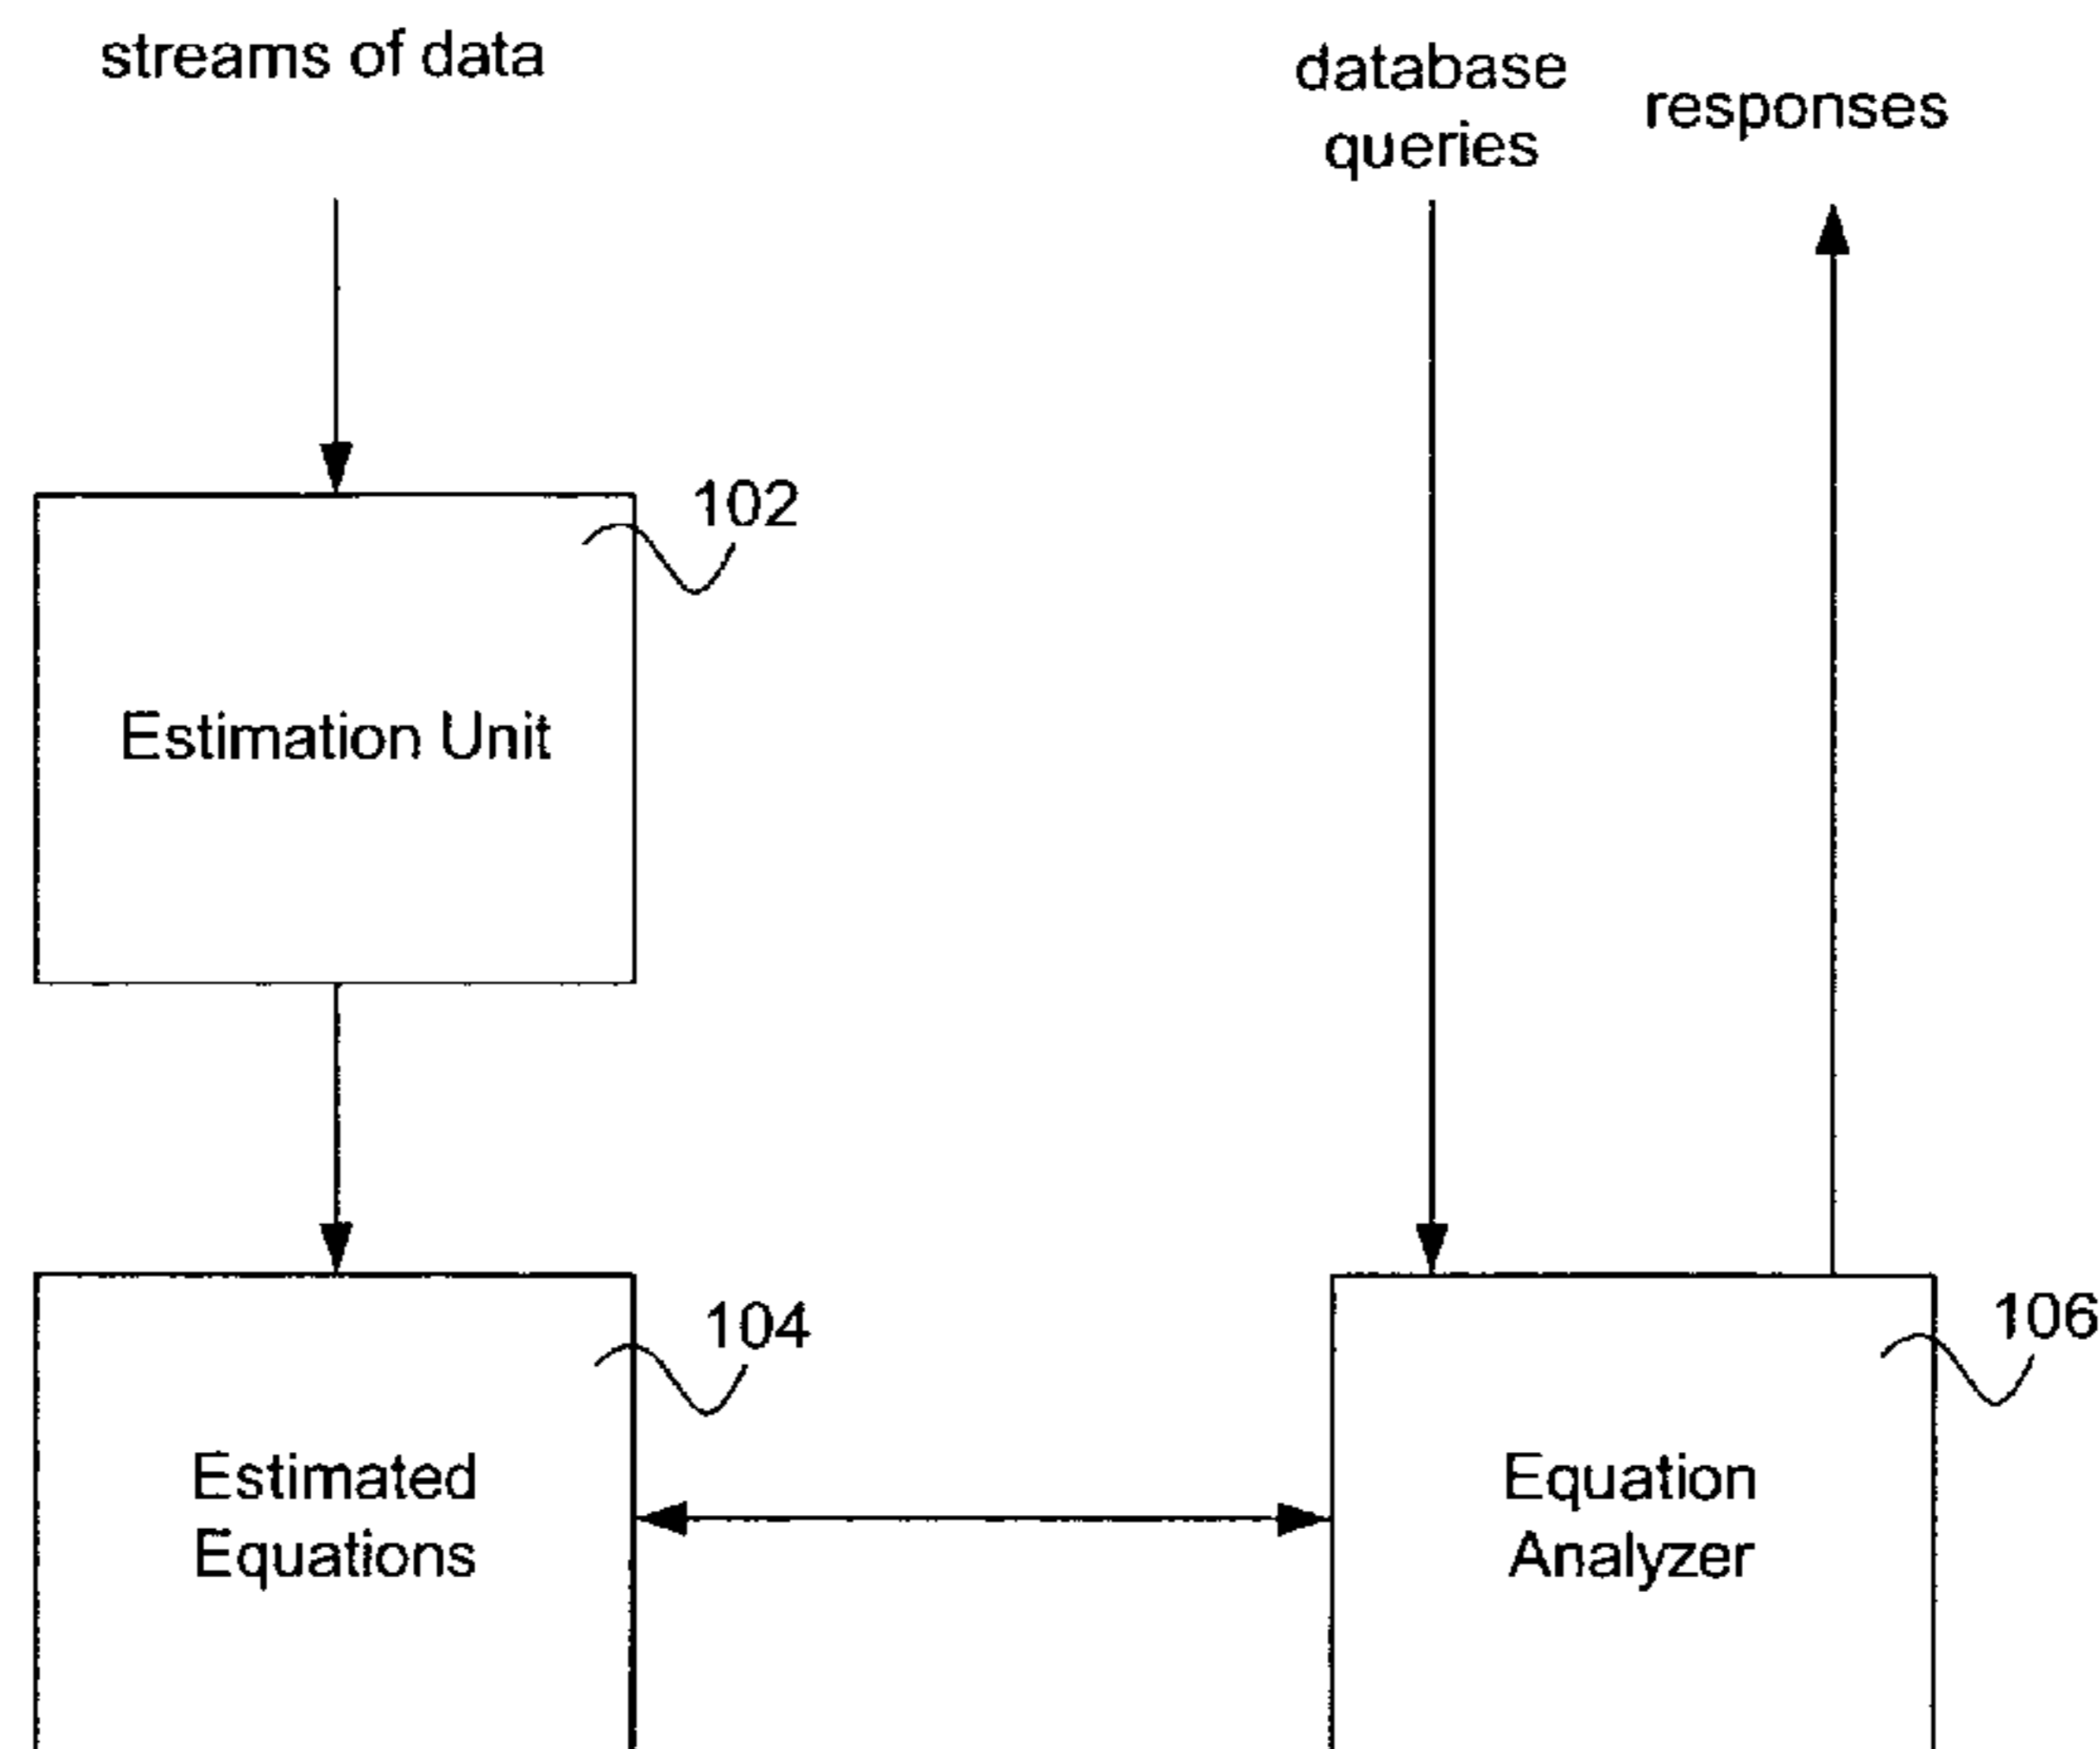 streams of data
database
queries
responses
102
Estimation Unit
104
106
Estimated
Equations
Equation
Analyzer